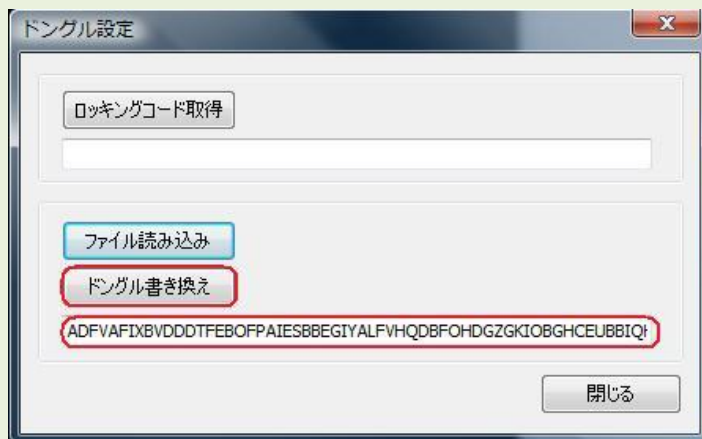 ドングル設定
ロッキングコード取得
ファイル読み込み
ドングル書き換え
ADFVAFIXBVDDDTFEBOFPAIESBBEGIYALFVHQDBFOHDGZGKIOBGHCEUBBIQH
閉じる